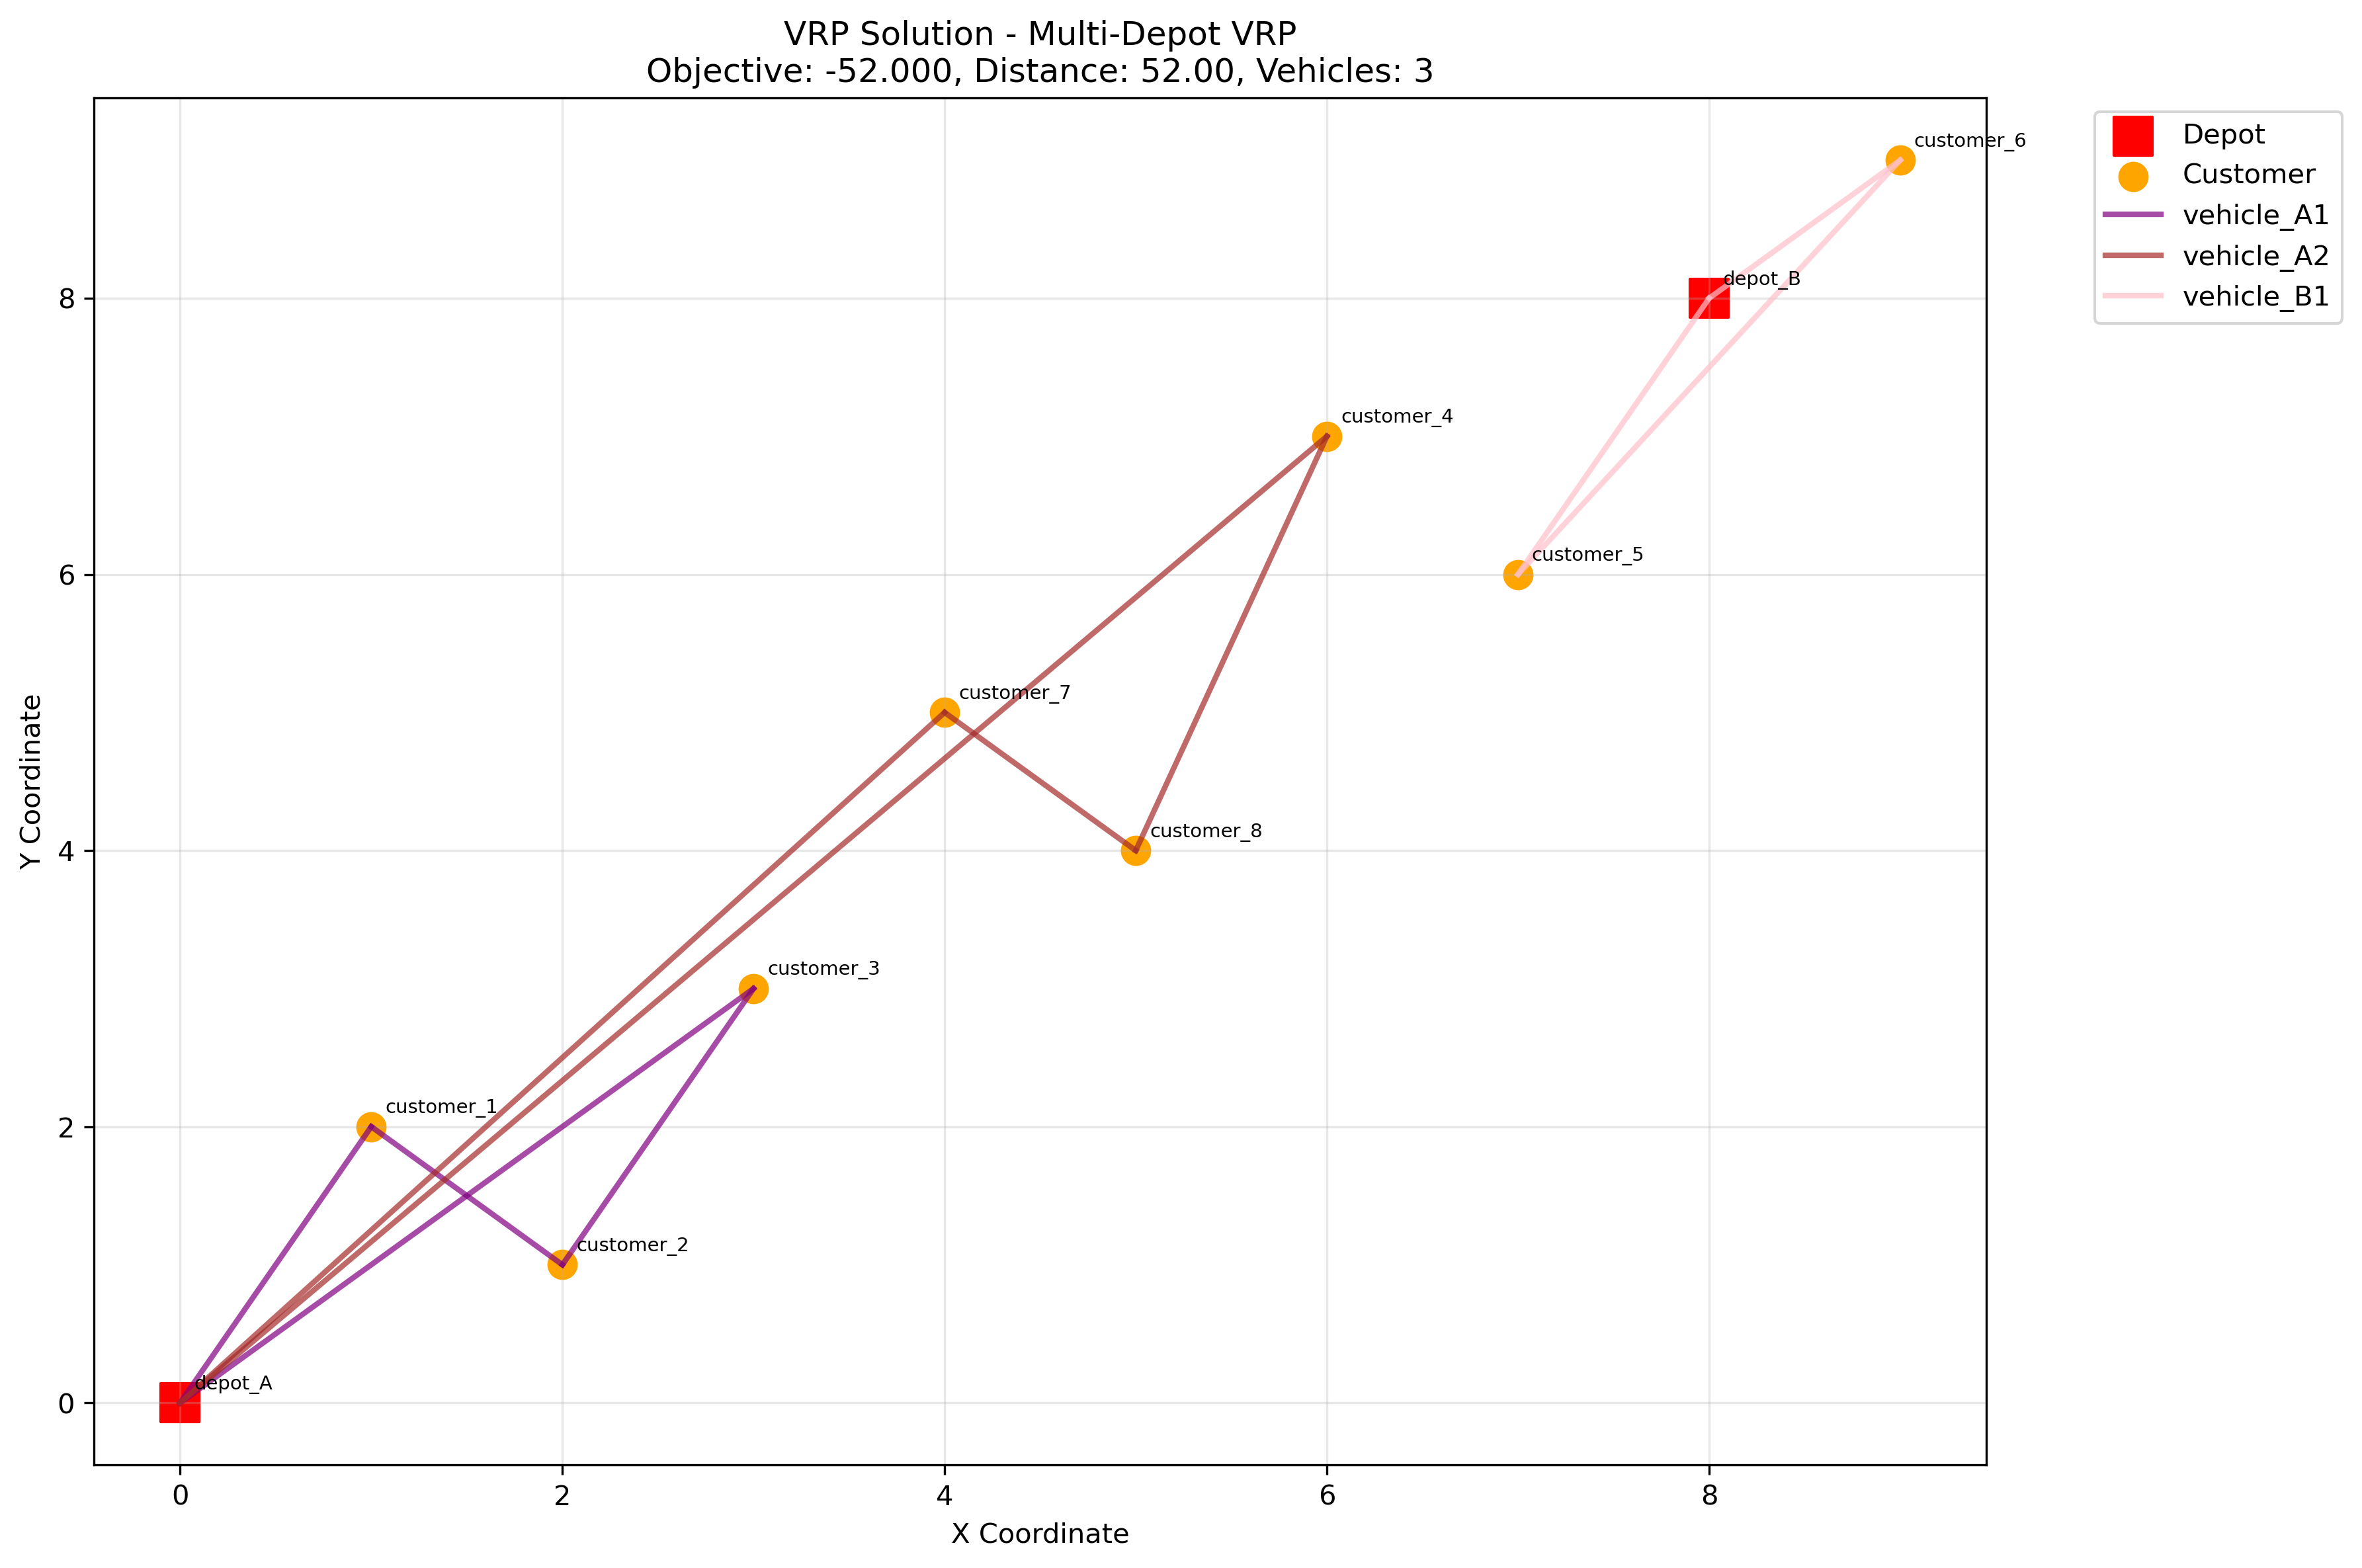 VRP Solution - Multi-Depot VRP
Objective: -52.000, Distance: 52.00, Vehicles: 3
Depot
Customer
vehicle_A1
vehicle_A2
vehicle_B1
customer_6
depot_B
customer_4
customer_5
customer_7
customer_8
customer_3
customer_1
customer_2
depot_A
Y Coordinate
8
6
4
2
0
0 2 4 6 8
X Coordinate